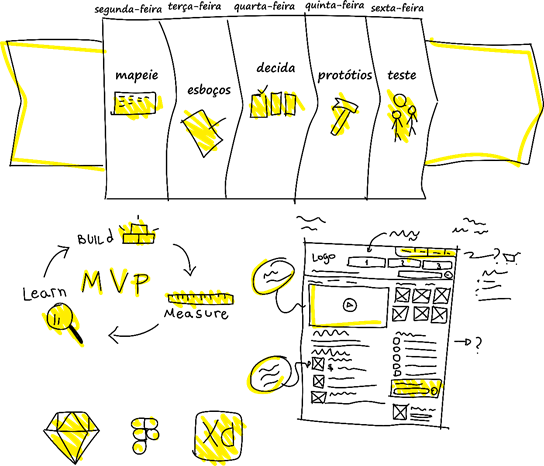 segunda-feira terça-feira quarta-feira quinta-feira sexta-feira
mapeie esboços decida protótios teste
BUILd
MVP
Learn
Measure
Logo
1 2 3
$
?
?
Xd